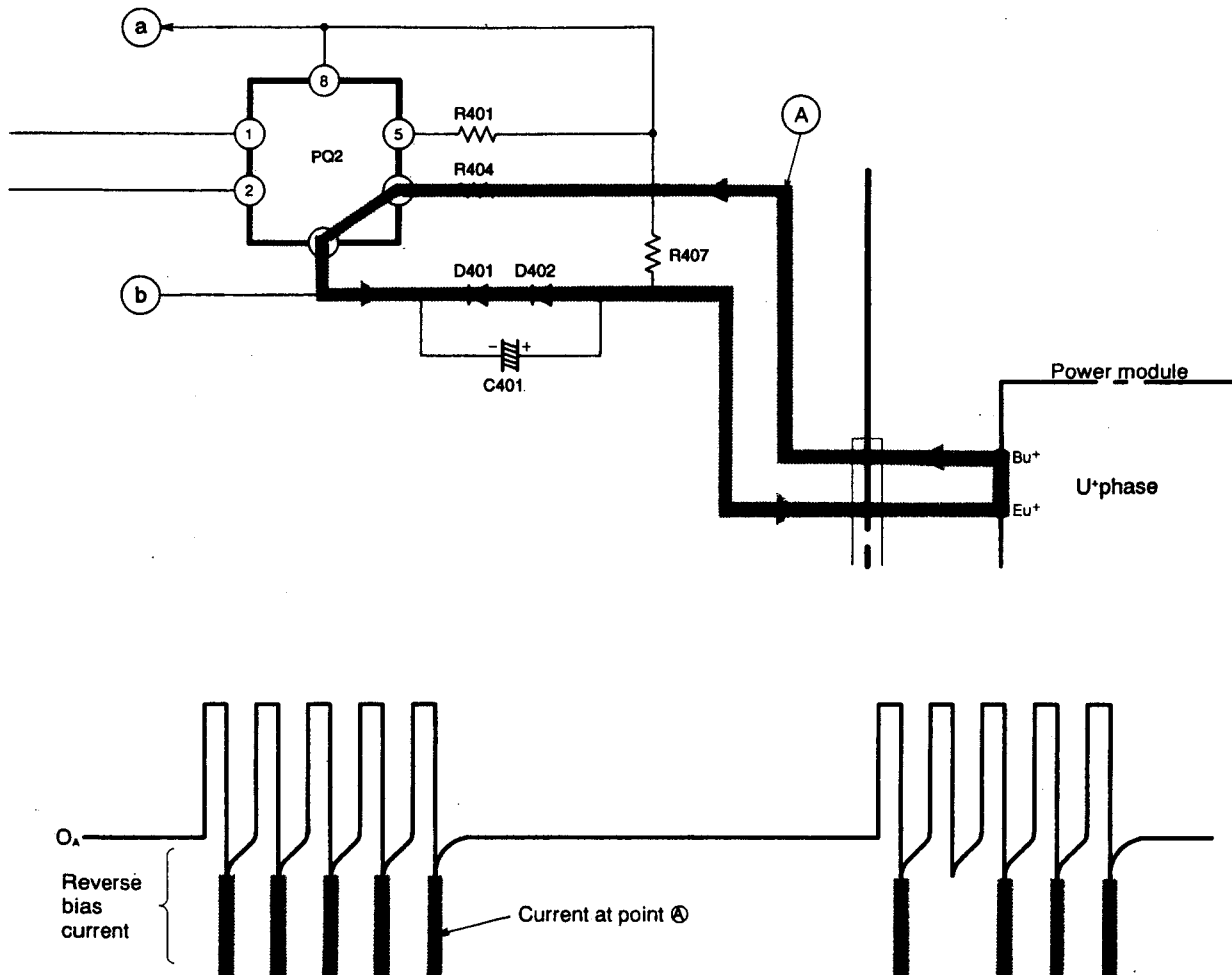 a
8
R401
A
1
5
PQ2
R404
2
R407
D401 D402
b
- +
C401
Power module
Bu+
U+phase
Eu+
OA
Reverse
bias
current
Current at point Ⓐ